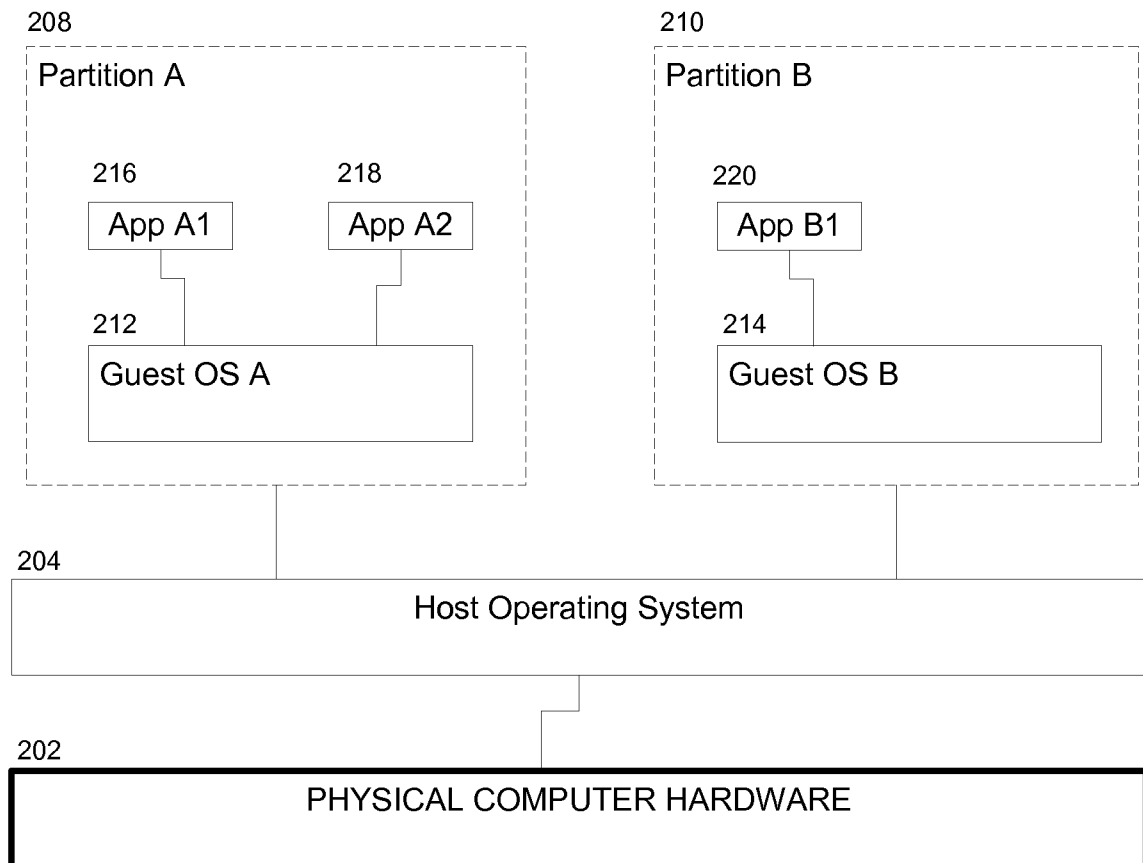 208
210
Partition A
Partition B
216
218
220
App A1
App A2
App B1
212
214
Guest OS A
Guest OS B
204
Host Operating System
202
PHYSICAL COMPUTER HARDWARE